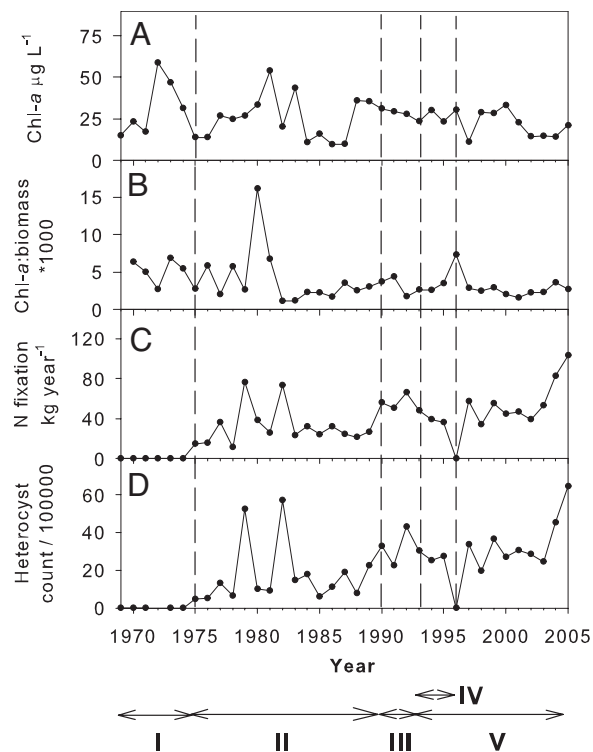 A
Chl-a µg L⁻¹
75
50
25
0
B
Chl-a:biomass
*1000
15
10
5
0
C
N fixation
kg year⁻¹
120
80
40
0
D
Heterocyst
count / 100000
60
40
20
0
1970 1975 1980 1985 1990 1995 2000 2005
Year
IV
I II III V